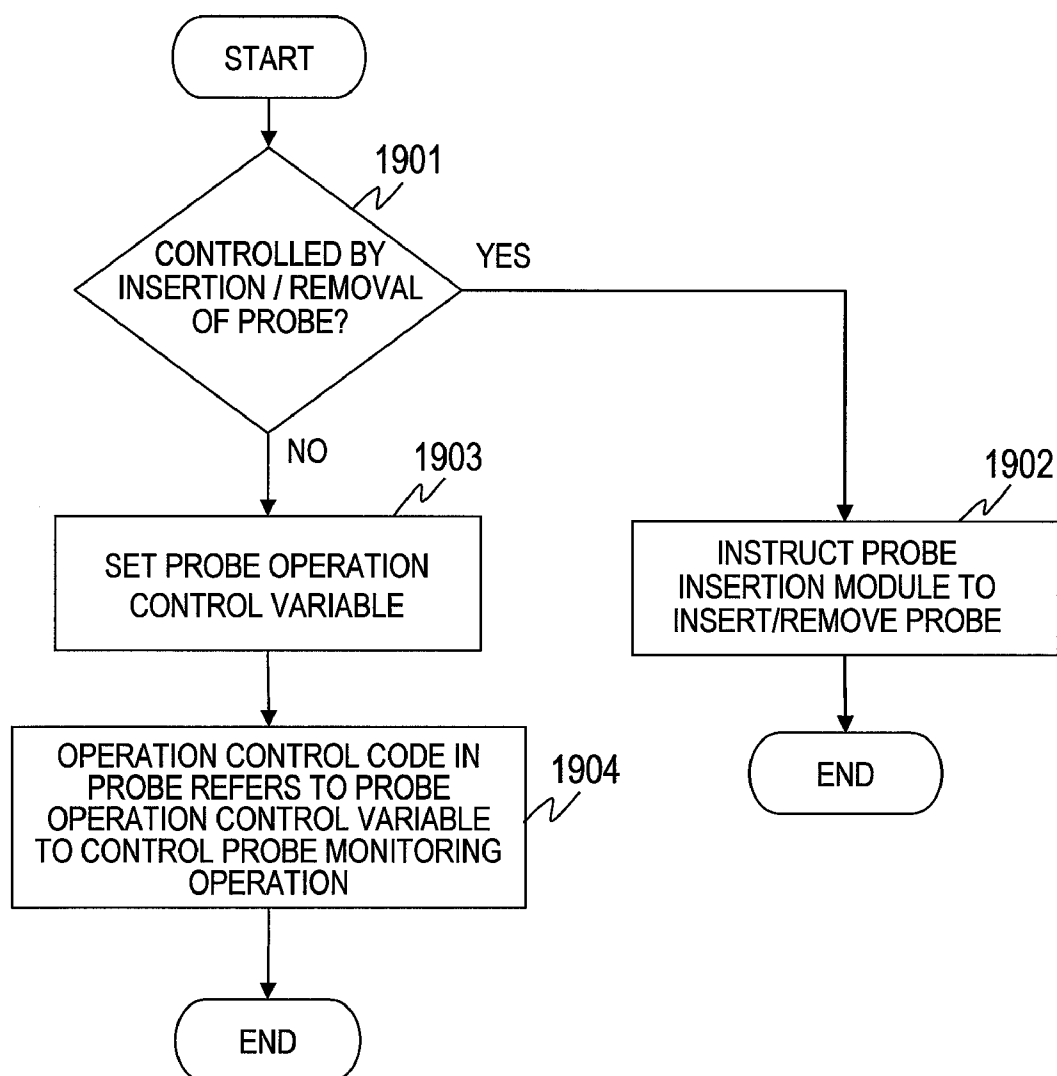 START
1901
CONTROLLED BY
INSERTION / REMOVAL
OF PROBE?
YES
NO
1903
SET PROBE OPERATION
CONTROL VARIABLE
1902
INSTRUCT PROBE
INSERTION MODULE TO
INSERT/REMOVE PROBE
OPERATION CONTROL CODE IN
PROBE REFERS TO PROBE
OPERATION CONTROL VARIABLE
TO CONTROL PROBE MONITORING
OPERATION
1904
END
END